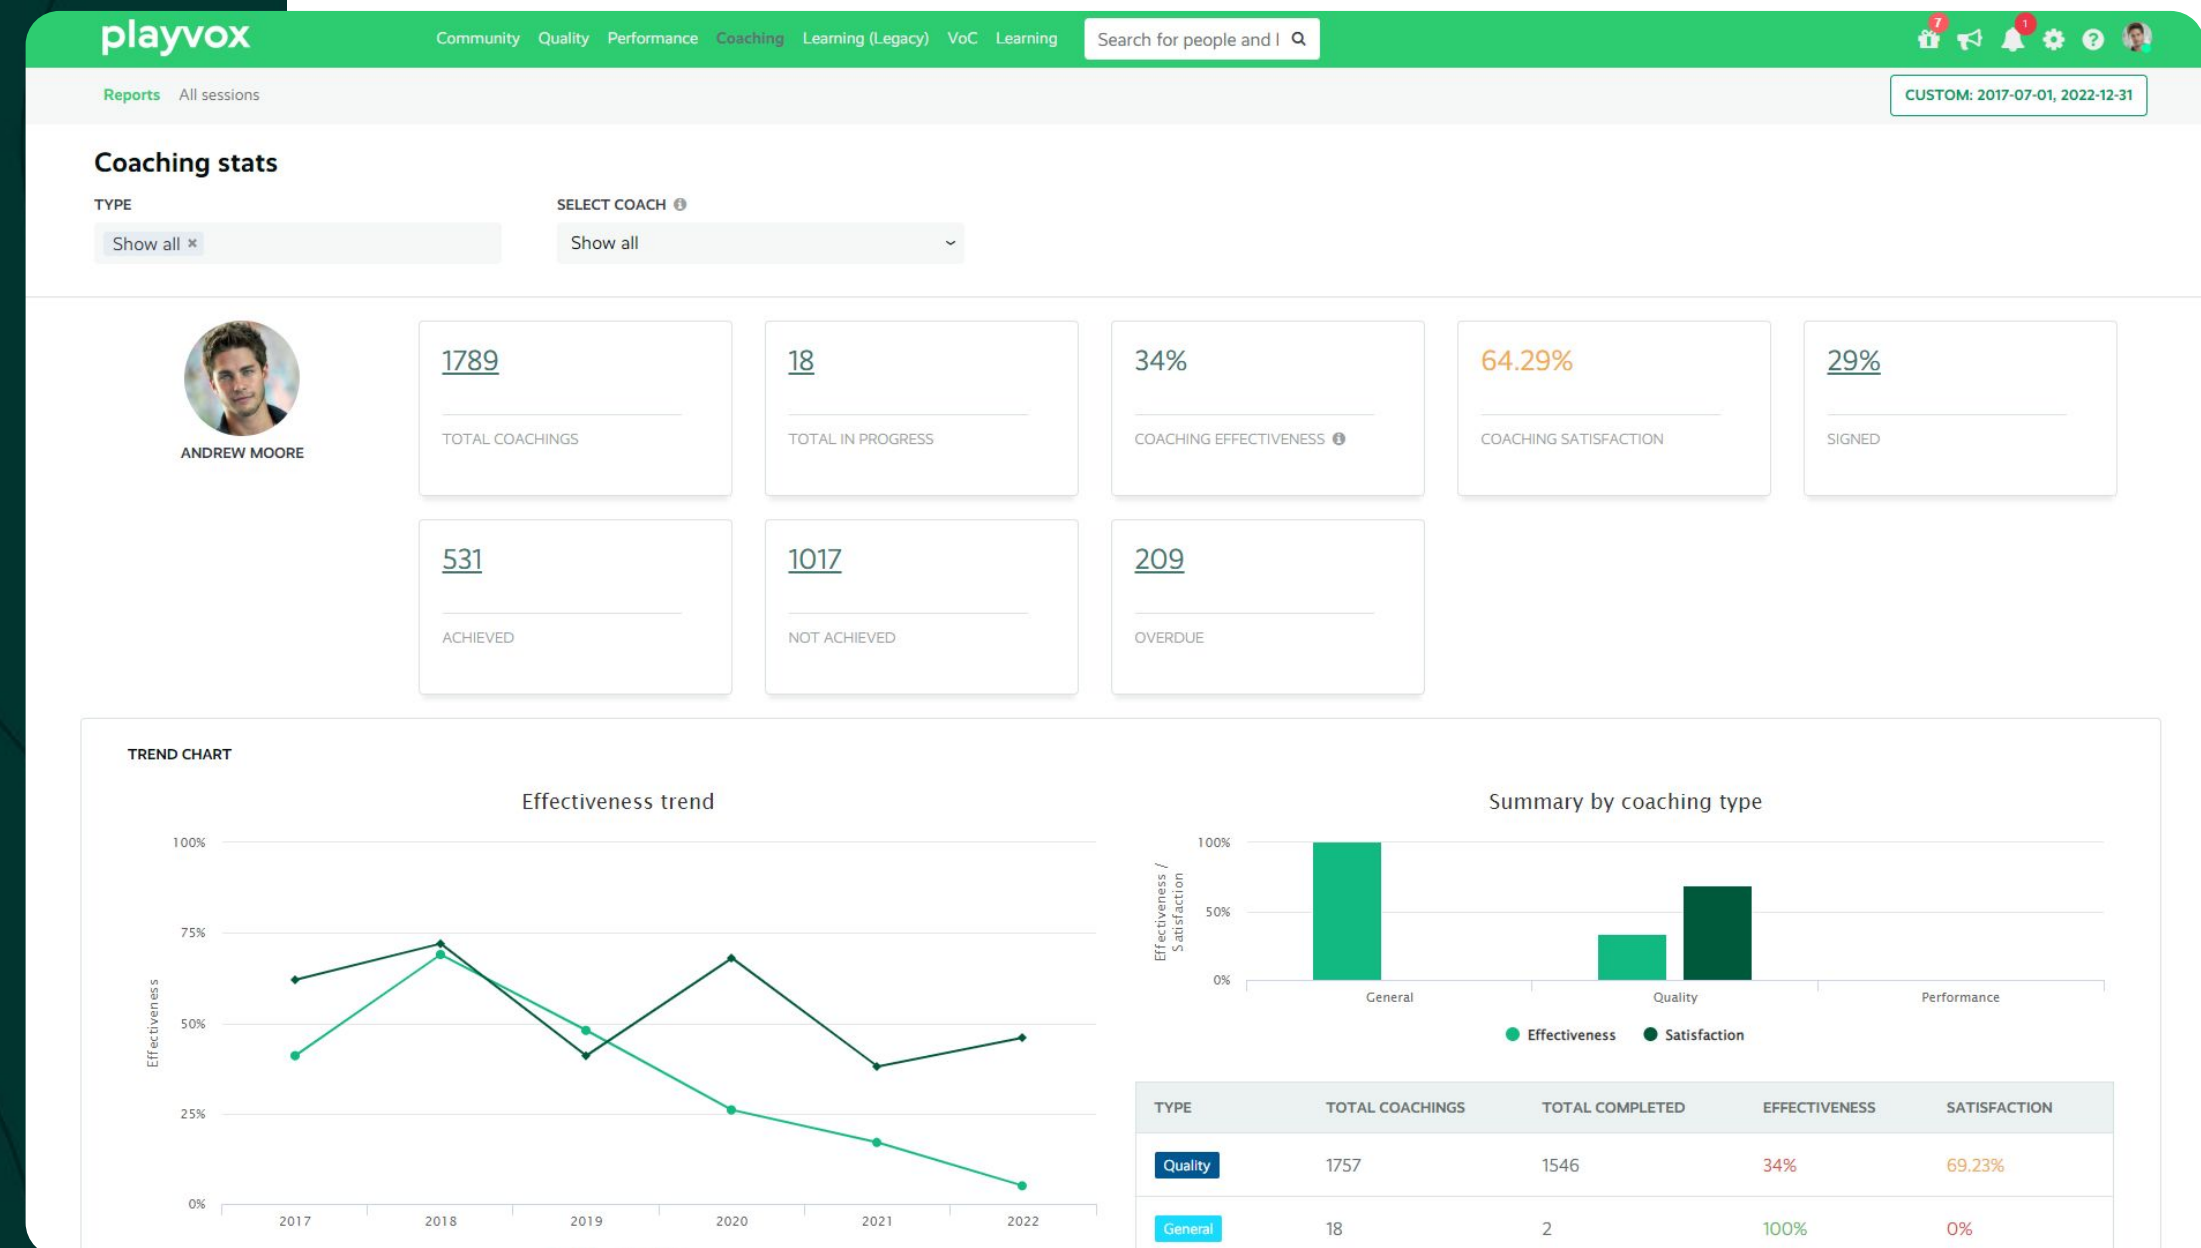 playvox
Community Quality Performance Coaching Learning (Legacy) VoC Learning
Search for people and l
7
1
Reports All sessions
CUSTOM: 2017-07-01, 2022-12-31
Coaching stats
TYPE
Show all ×
SELECT COACH
Show all
ANDREW MOORE
1789
TOTAL COACHINGS
18
TOTAL IN PROGRESS
34%
COACHING EFFECTIVENESS
64.29%
COACHING SATISFACTION
29%
SIGNED
531
ACHIEVED
1017
NOT ACHIEVED
209
OVERDUE
TREND CHART
Effectiveness trend
100%
75%
50%
25%
0%
Effectiveness
2017 2018 2019 2020 2021 2022
Summary by coaching type
100%
50%
0%
Effectiveness /
Satisfaction
General Quality Performance
Effectiveness Satisfaction
TYPE TOTAL COACHINGS TOTAL COMPLETED EFFECTIVENESS SATISFACTION
Quality 1757 1546 34% 69.23%
General 18 2 100% 0%